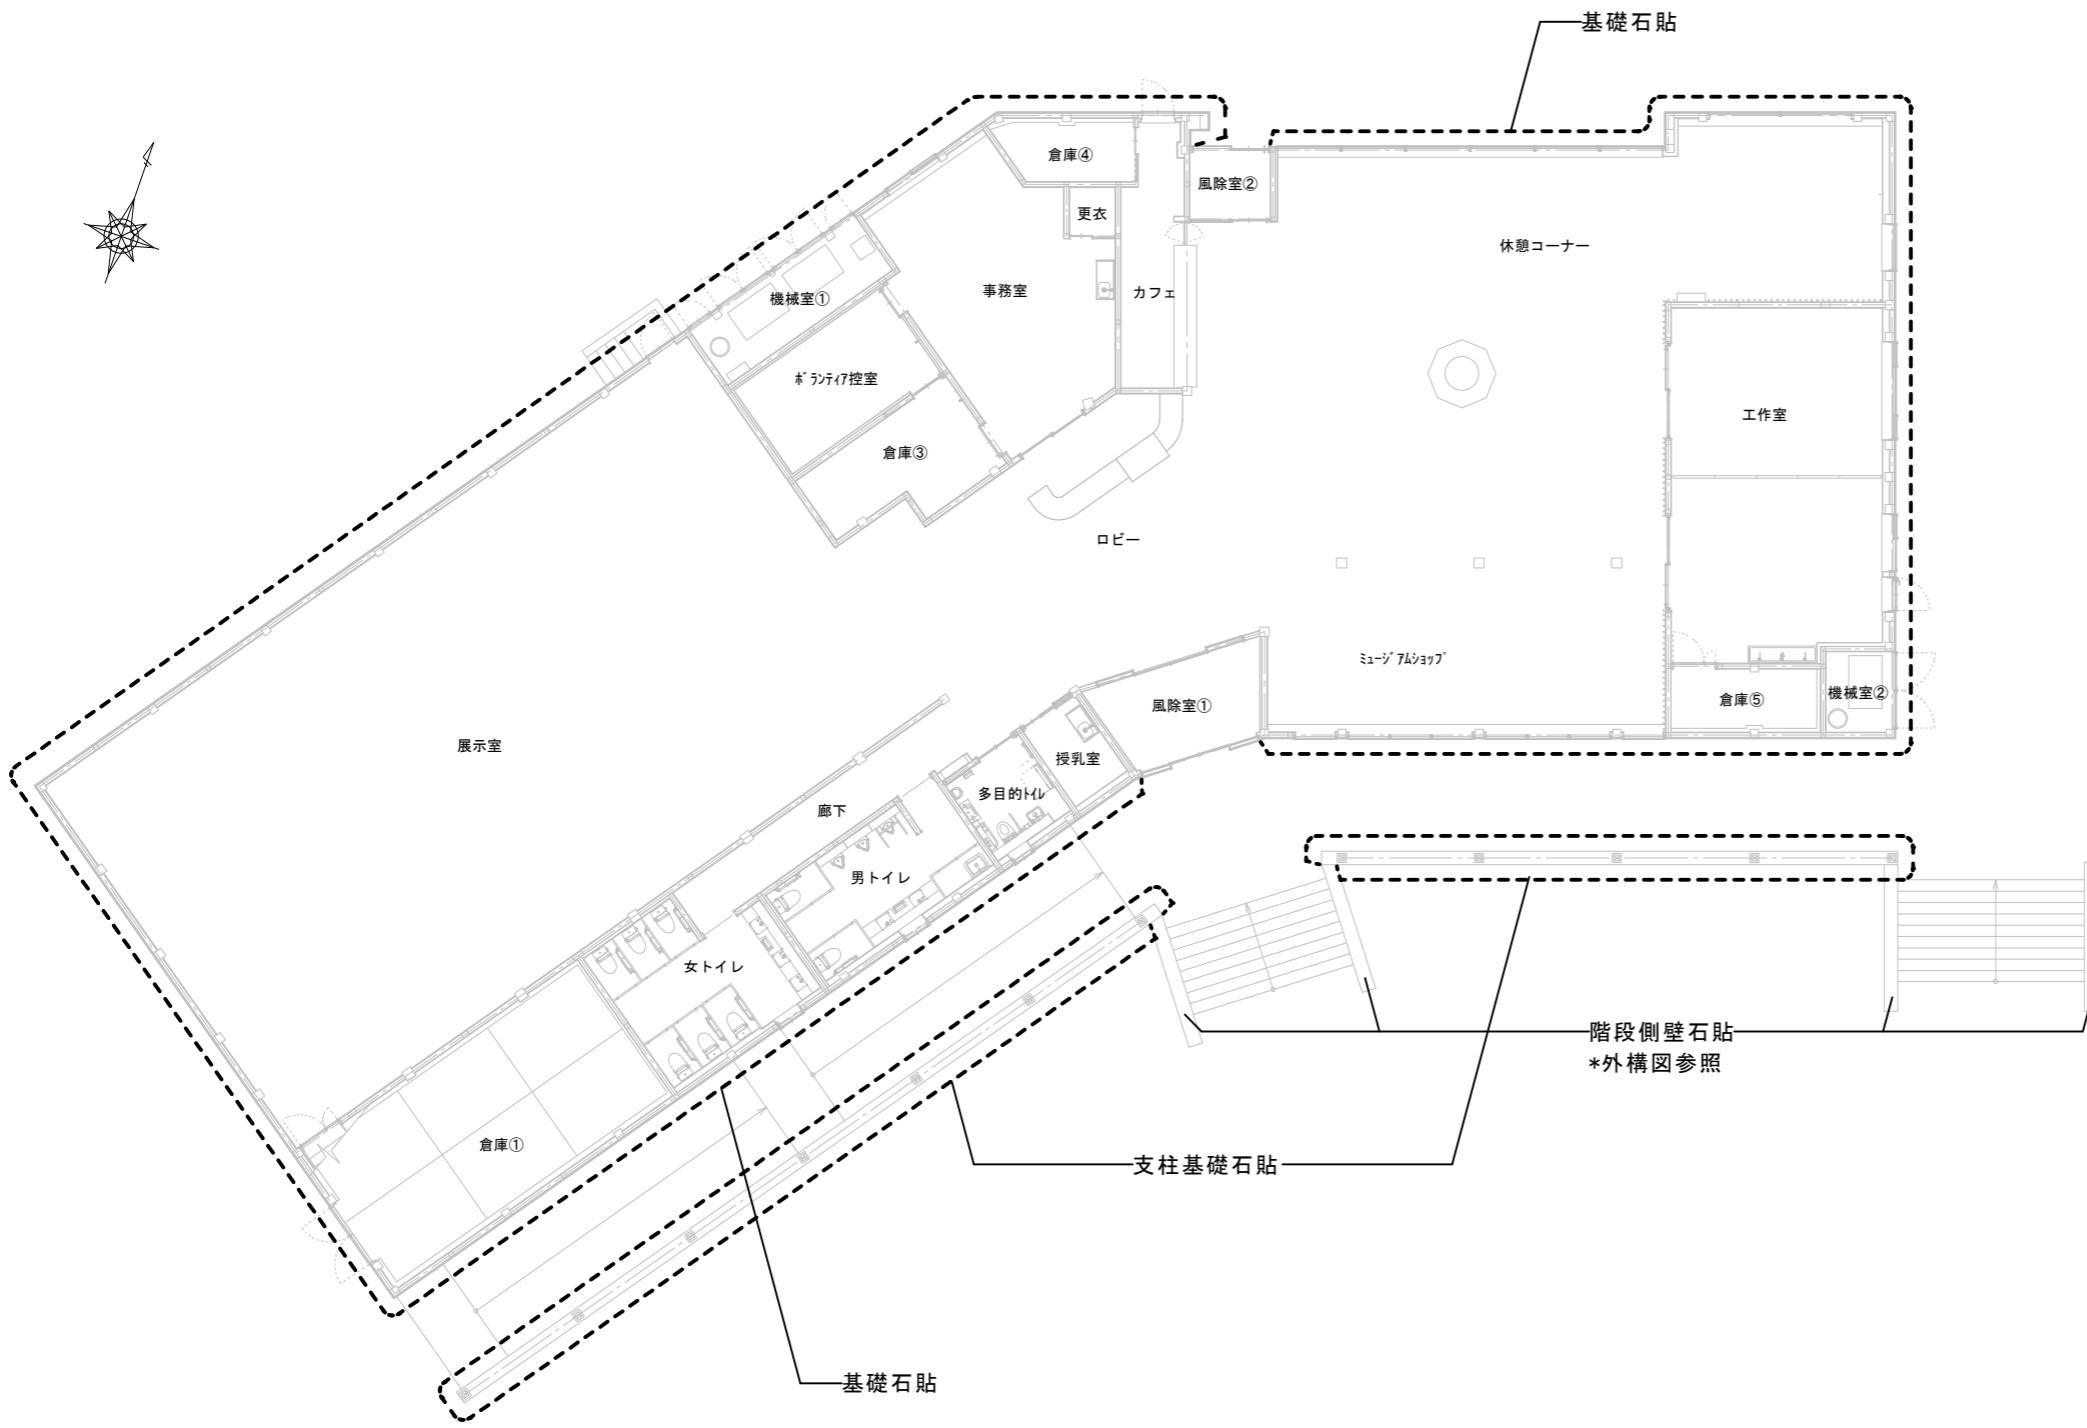 基礎石貼
倉庫④
風除室②
更衣
休憩コーナー
事務室
カフェ
機械室①
ﾎﾞﾗﾝﾃｨｱ控室
工作室
倉庫③
ロビー
ﾐｭｰｼﾞｱﾑｼｮｯﾌﾟ
風除室①
倉庫⑤
機械室②
展示室
授乳室
多目的ﾄｲﾚ
廊下
男トイレ
女トイレ
階段側壁石貼
*外構図参照
倉庫①
支柱基礎石貼
基礎石貼